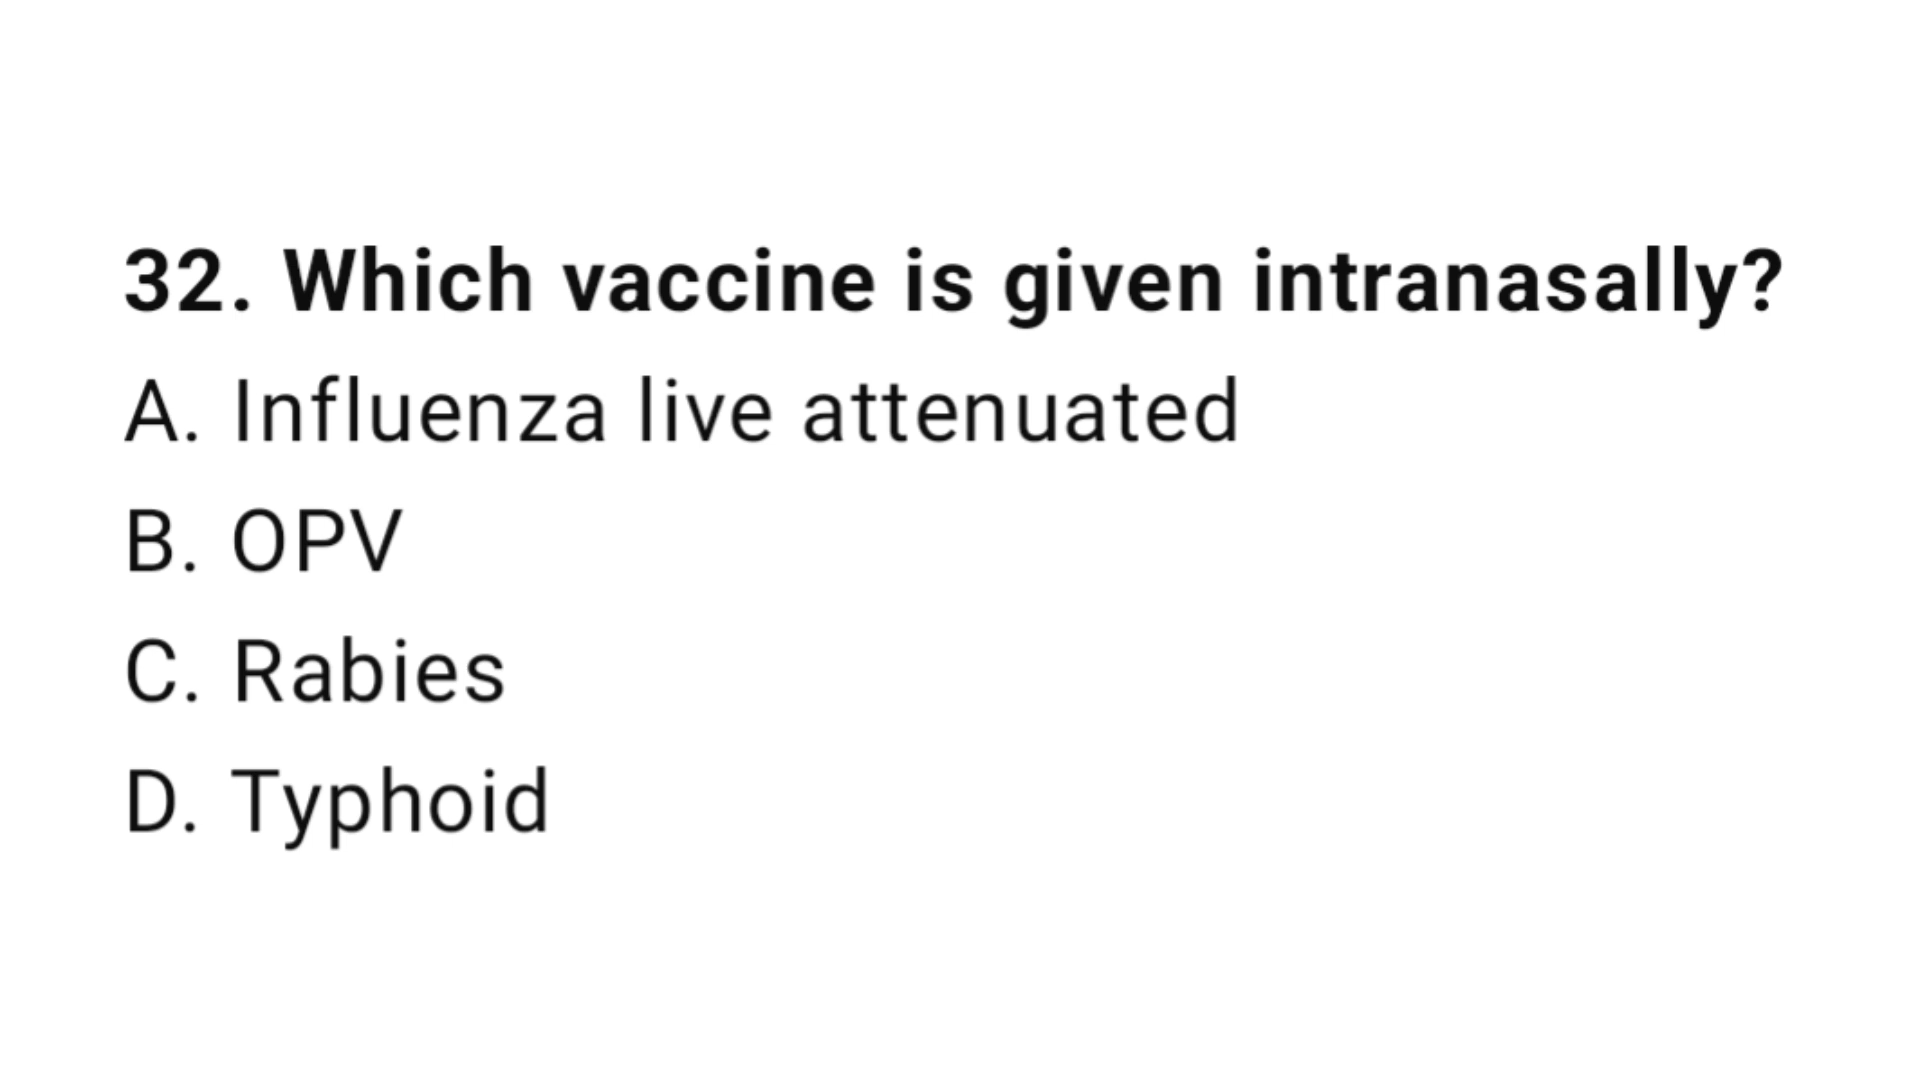 32. Which vaccine is given intranasally?
A. Influenza live attenuated
B. OPV
C. Rabies
D. Typhoid